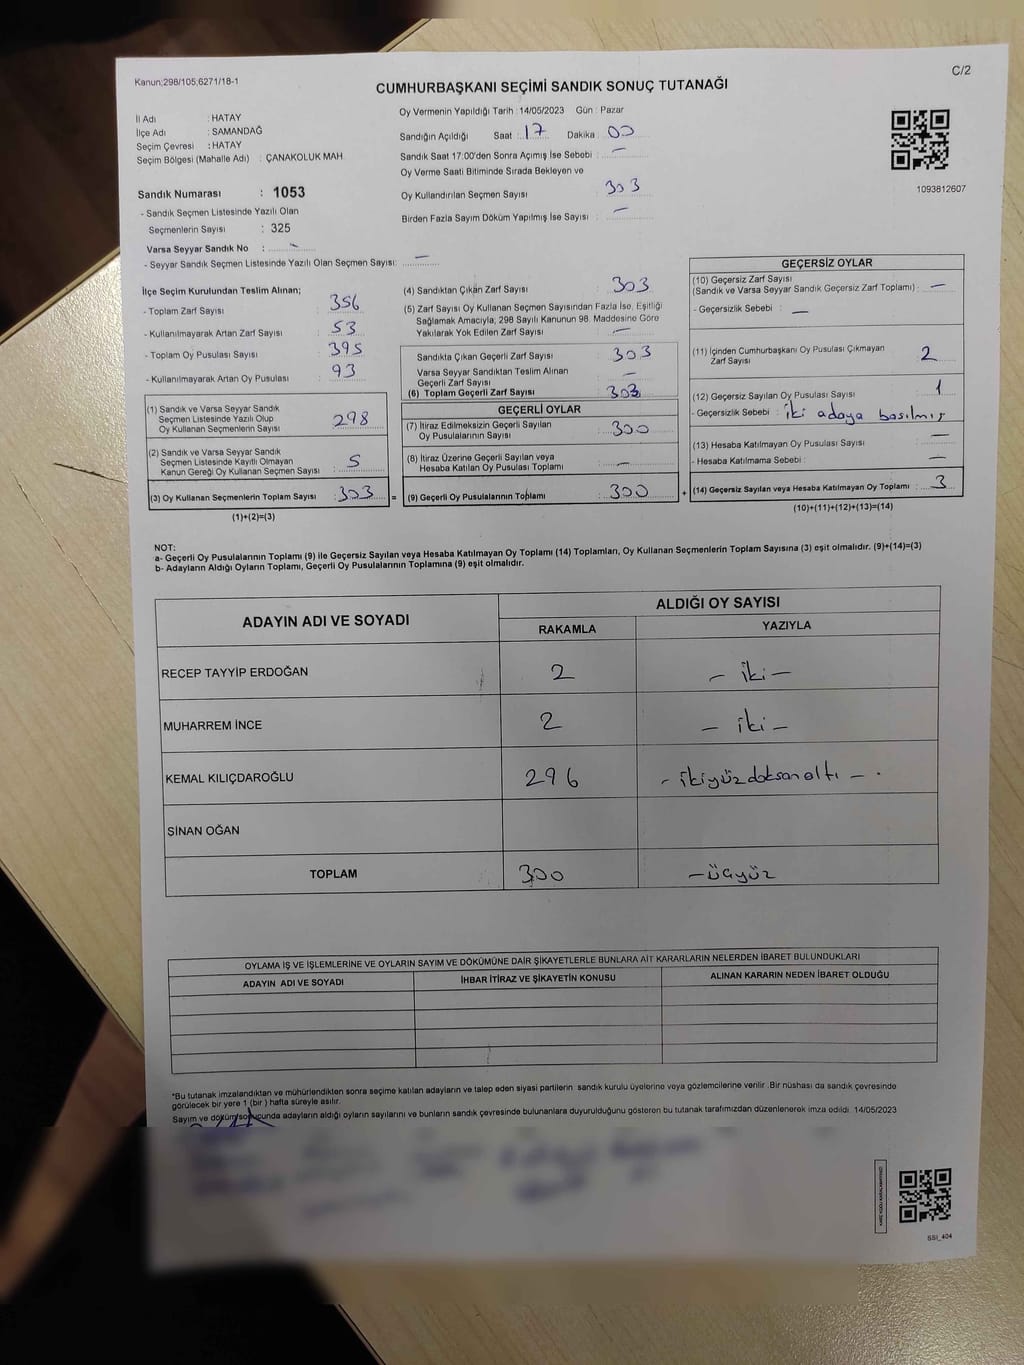 Kanun;298/105;6271/18-1
C/2
CUMHURBAŞKANI SEÇİMİ SANDIK SONUÇ TUTANAĞI
İl Adı : HATAY
İlçe Adı : SAMANDAĞ
Seçim Çevresi : HATAY
Seçim Bölgesi (Mahalle Adı) : ÇANAKOLUK MAH.
Sandık Numarası : 1053
- Sandık Seçmen Listesinde Yazılı Olan
Seçmenlerin Sayısı : 325
Varsa Seyyar Sandık No : -
- Seyyar Sandık Seçmen Listesinde Yazılı Olan Seçmen Sayısı: -
Oy Vermenin Yapıldığı Tarih :14/05/2023 Gün : Pazar
Sandığın Açıldığı Saat : 17 Dakika : 00
Sandık Saat 17:00'den Sonra Açımış İse Sebebi : -
Oy Verme Saati Bitiminde Sırada Bekleyen ve
Oy Kullandırılan Seçmen Sayısı : 303
Birden Fazla Sayım Döküm Yapılmış İse Sayısı : -
1093812607
İlçe Seçim Kurulundan Teslim Alınan;
- Toplam Zarf Sayısı : 356
- Kullanılmayarak Artan Zarf Sayısı : 53
- Toplam Oy Pusulası Sayısı : 395
- Kullanılmayarak Artan Oy Pusulası : 93
(1) Sandık ve Varsa Seyyar Sandık
Seçmen Listesinde Yazılı Olup
Oy Kullanan Seçmenlerin Sayısı : 298
(2) Sandık ve Varsa Seyyar Sandık
Seçmen Listesinde Kayıtlı Olmayan
Kanun Gereği Oy Kullanan Seçmen Sayısı : 5
(3) Oy Kullanan Seçmenlerin Toplam Sayısı : 303 =
(1)+(2)=(3)
(4) Sandıktan Çıkan Zarf Sayısı : 303
(5) Zarf Sayısı Oy Kullanan Seçmen Sayısından Fazla İse, Eşitliği
Sağlamak Amacıyla, 298 Sayılı Kanunun 98. Maddesine Göre
Yakılarak Yok Edilen Zarf Sayısı : -
Sandıkta Çıkan Geçerli Zarf Sayısı : 303
Varsa Seyyar Sandıktan Teslim Alınan
Geçerli Zarf Sayısı : -
(6) Toplam Geçerli Zarf Sayısı : 303
GEÇERLİ OYLAR
(7) İtiraz Edilmeksizin Geçerli Sayılan
Oy Pusulalarının Sayısı : 300
(8) İtiraz Üzerine Geçerli Sayılan veya
Hesaba Katılan Oy Pusulası Toplamı : -
(9) Geçerli Oy Pusulalarının Toplamı : 300 +
GEÇERSİZ OYLAR
(10) Geçersiz Zarf Sayısı
(Sandık ve Varsa Seyyar Sandık Geçersiz Zarf Toplamı) : -
- Geçersizlik Sebebi : -
(11) İçinden Cumhurbaşkanı Oy Pusulası Çıkmayan
Zarf Sayısı : 2
(12) Geçersiz Sayılan Oy Pusulası Sayısı : 1
- Geçersizlik Sebebi : iki adaya basılmış
(13) Hesaba Katılmayan Oy Pusulası Sayısı : -
- Hesaba Katılmama Sebebi : -
(14) Geçersiz Sayılan veya Hesaba Katılmayan Oy Toplamı : 3
(10)+(11)+(12)+(13)=(14)
NOT:
a- Geçerli Oy Pusulalarının Toplamı (9) ile Geçersiz Sayılan veya Hesaba Katılmayan Oy Toplamı (14) Toplamları, Oy Kullanan Seçmenlerin Toplam Sayısına (3) eşit olmalıdır. (9)+(14)=(3)
b- Adayların Aldığı Oyların Toplamı, Geçerli Oy Pusulalarının Toplamına (9) eşit olmalıdır.
ADAYIN ADI VE SOYADI
ALDIĞI OY SAYISI
RAKAMLA YAZIYLA
RECEP TAYYİP ERDOĞAN 2 - iki -
MUHARREM İNCE 2 - iki -
KEMAL KILIÇDAROĞLU 296 - ikiyüzdoksanaltı -
SİNAN OĞAN
TOPLAM 300 - üçyüz
OYLAMA İŞ VE İŞLEMLERİNE VE OYLARIN SAYIM VE DÖKÜMÜNE DAİR ŞİKAYETLERLE BUNLARA AİT KARARLARIN NELERDEN İBARET BULUNDUKLARI
ADAYIN ADI VE SOYADI İHBAR İTİRAZ VE ŞİKAYETİN KONUSU ALINAN KARARIN NEDEN İBARET OLDUĞU
*Bu tutanak imzalandıktan ve mühürlendikten sonra seçime katılan adayların ve talep eden siyasi partilerin sandık kurulu üyelerine veya gözlemcilerine verilir .Bir nüshası da sandık çevresinde
görülecek bir yere 1 (bir ) hafta süreyle asılır.
Sayım ve döküm sonucunda adayların aldığı oyların sayılarını ve bunların sandık çevresinde bulunanlara duyurulduğunu gösteren bu tutanak tarafımızdan düzenlenerek imza edildi. 14/05/2023
SSI_404